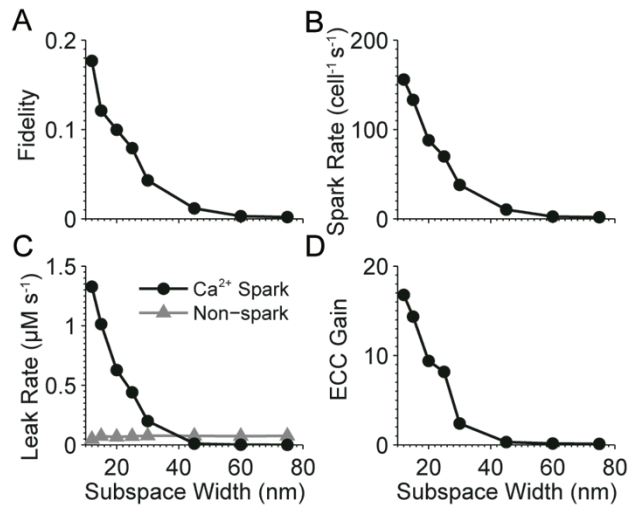 A
B
0.2
0.1
0
Fidelity
200
100
0
Spark Rate (cell⁻¹ s⁻¹)
C
D
1.5
1
0.5
0
Leak Rate (μM s⁻¹)
Ca²⁺ Spark
Non−spark
20 40 60 80
Subspace Width (nm)
20
10
0
ECC Gain
20 40 60 80
Subspace Width (nm)